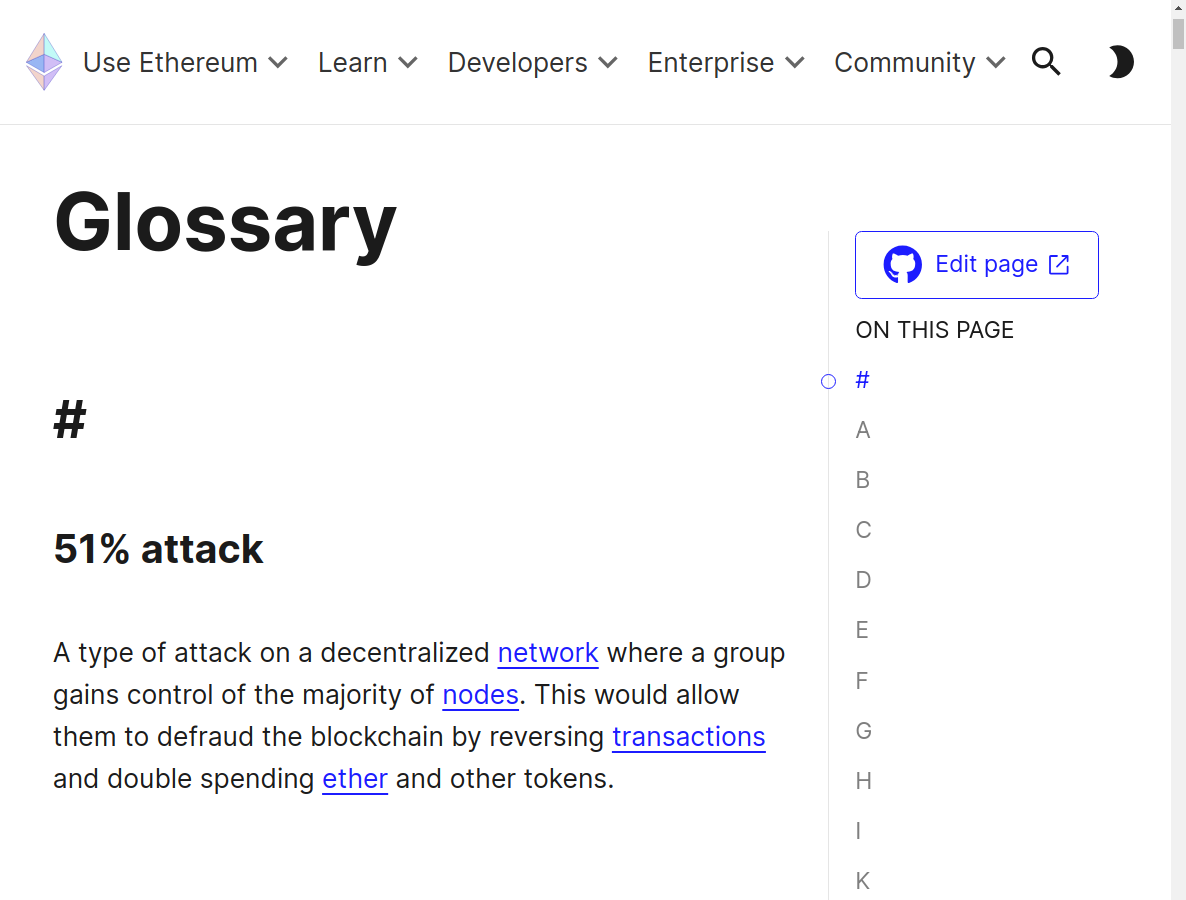 Use Ethereum Learn Developers Enterprise Community
Glossary
#
51% attack
A type of attack on a decentralized network where a group
gains control of the majority of nodes. This would allow
them to defraud the blockchain by reversing transactions
and double spending ether and other tokens.
Edit page
ON THIS PAGE
#
A
B
C
D
E
F
G
H
I
K